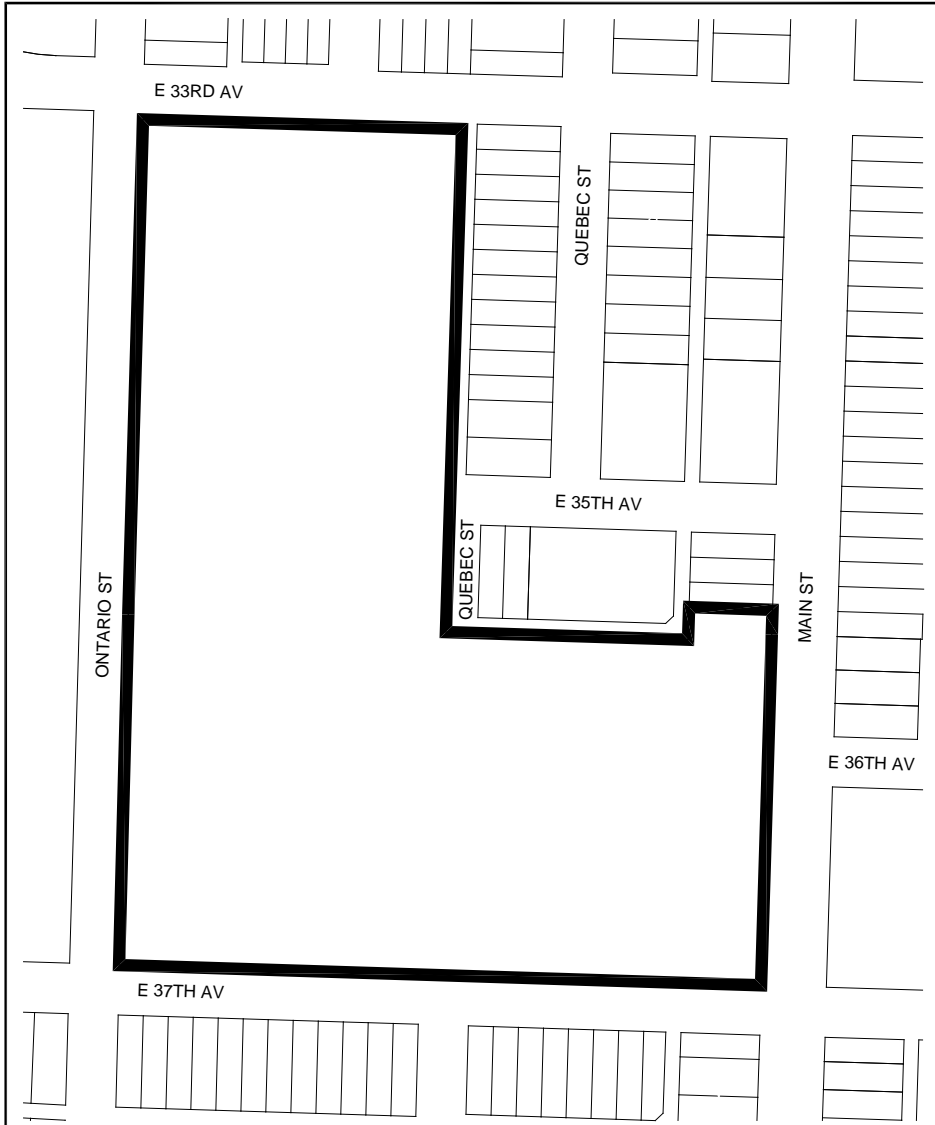 E 33RD AV
QUEBEC ST
E 35TH AV
QUEBEC ST
ONTARIO ST
MAIN ST
E 36TH AV
E 37TH AV